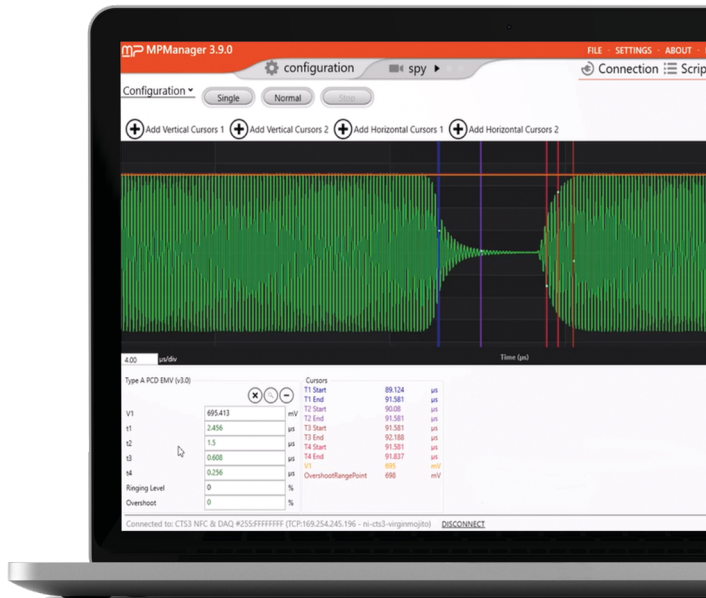 MP MPManager 3.9.0
FILE · SETTINGS · ABOUT ·
configuration
spy
Connection
Configuration
Single
Normal
Stop
Add Vertical Cursors 1
Add Vertical Cursors 2
Add Horizontal Cursors 1
Add Horizontal Cursors 2
4.00 µs/div
Time (µs)
Type A PCD EMV (v3.0)
V1 695.413 mV
t1 2.456 µs
t2 1.5 µs
t3 0.608 µs
t4 0.256 µs
Ringing Level 0 %
Overshoot 0 %
Cursors
T1 Start 89.124 µs
T1 End 91.581 µs
T2 Start 90.08 µs
T2 End 91.581 µs
T3 Start 91.581 µs
T3 End 92.188 µs
T4 Start 91.581 µs
T4 End 91.837 µs
V1 695 mV
OvershootRangePoint 698 mV
Connected to: CTS3 NFC & DAQ #255:FFFFFFFF (TCP:169.254.245.196 - ni-cts3-virginmojito) DISCONNECT